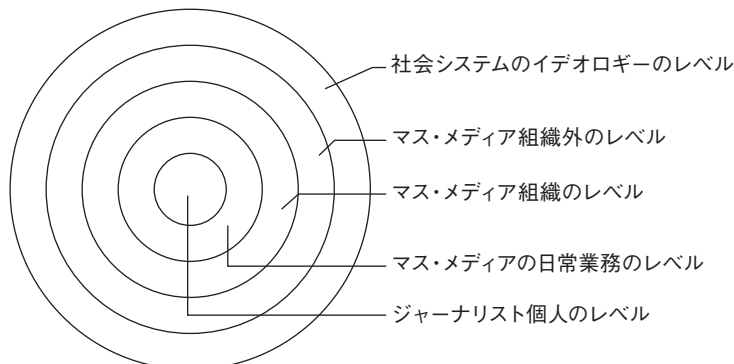 社会システムのイデオロギーのレベル
マス・メディア組織外のレベル
マス・メディア組織のレベル
マス・メディアの日常業務のレベル
ジャーナリスト個人のレベル